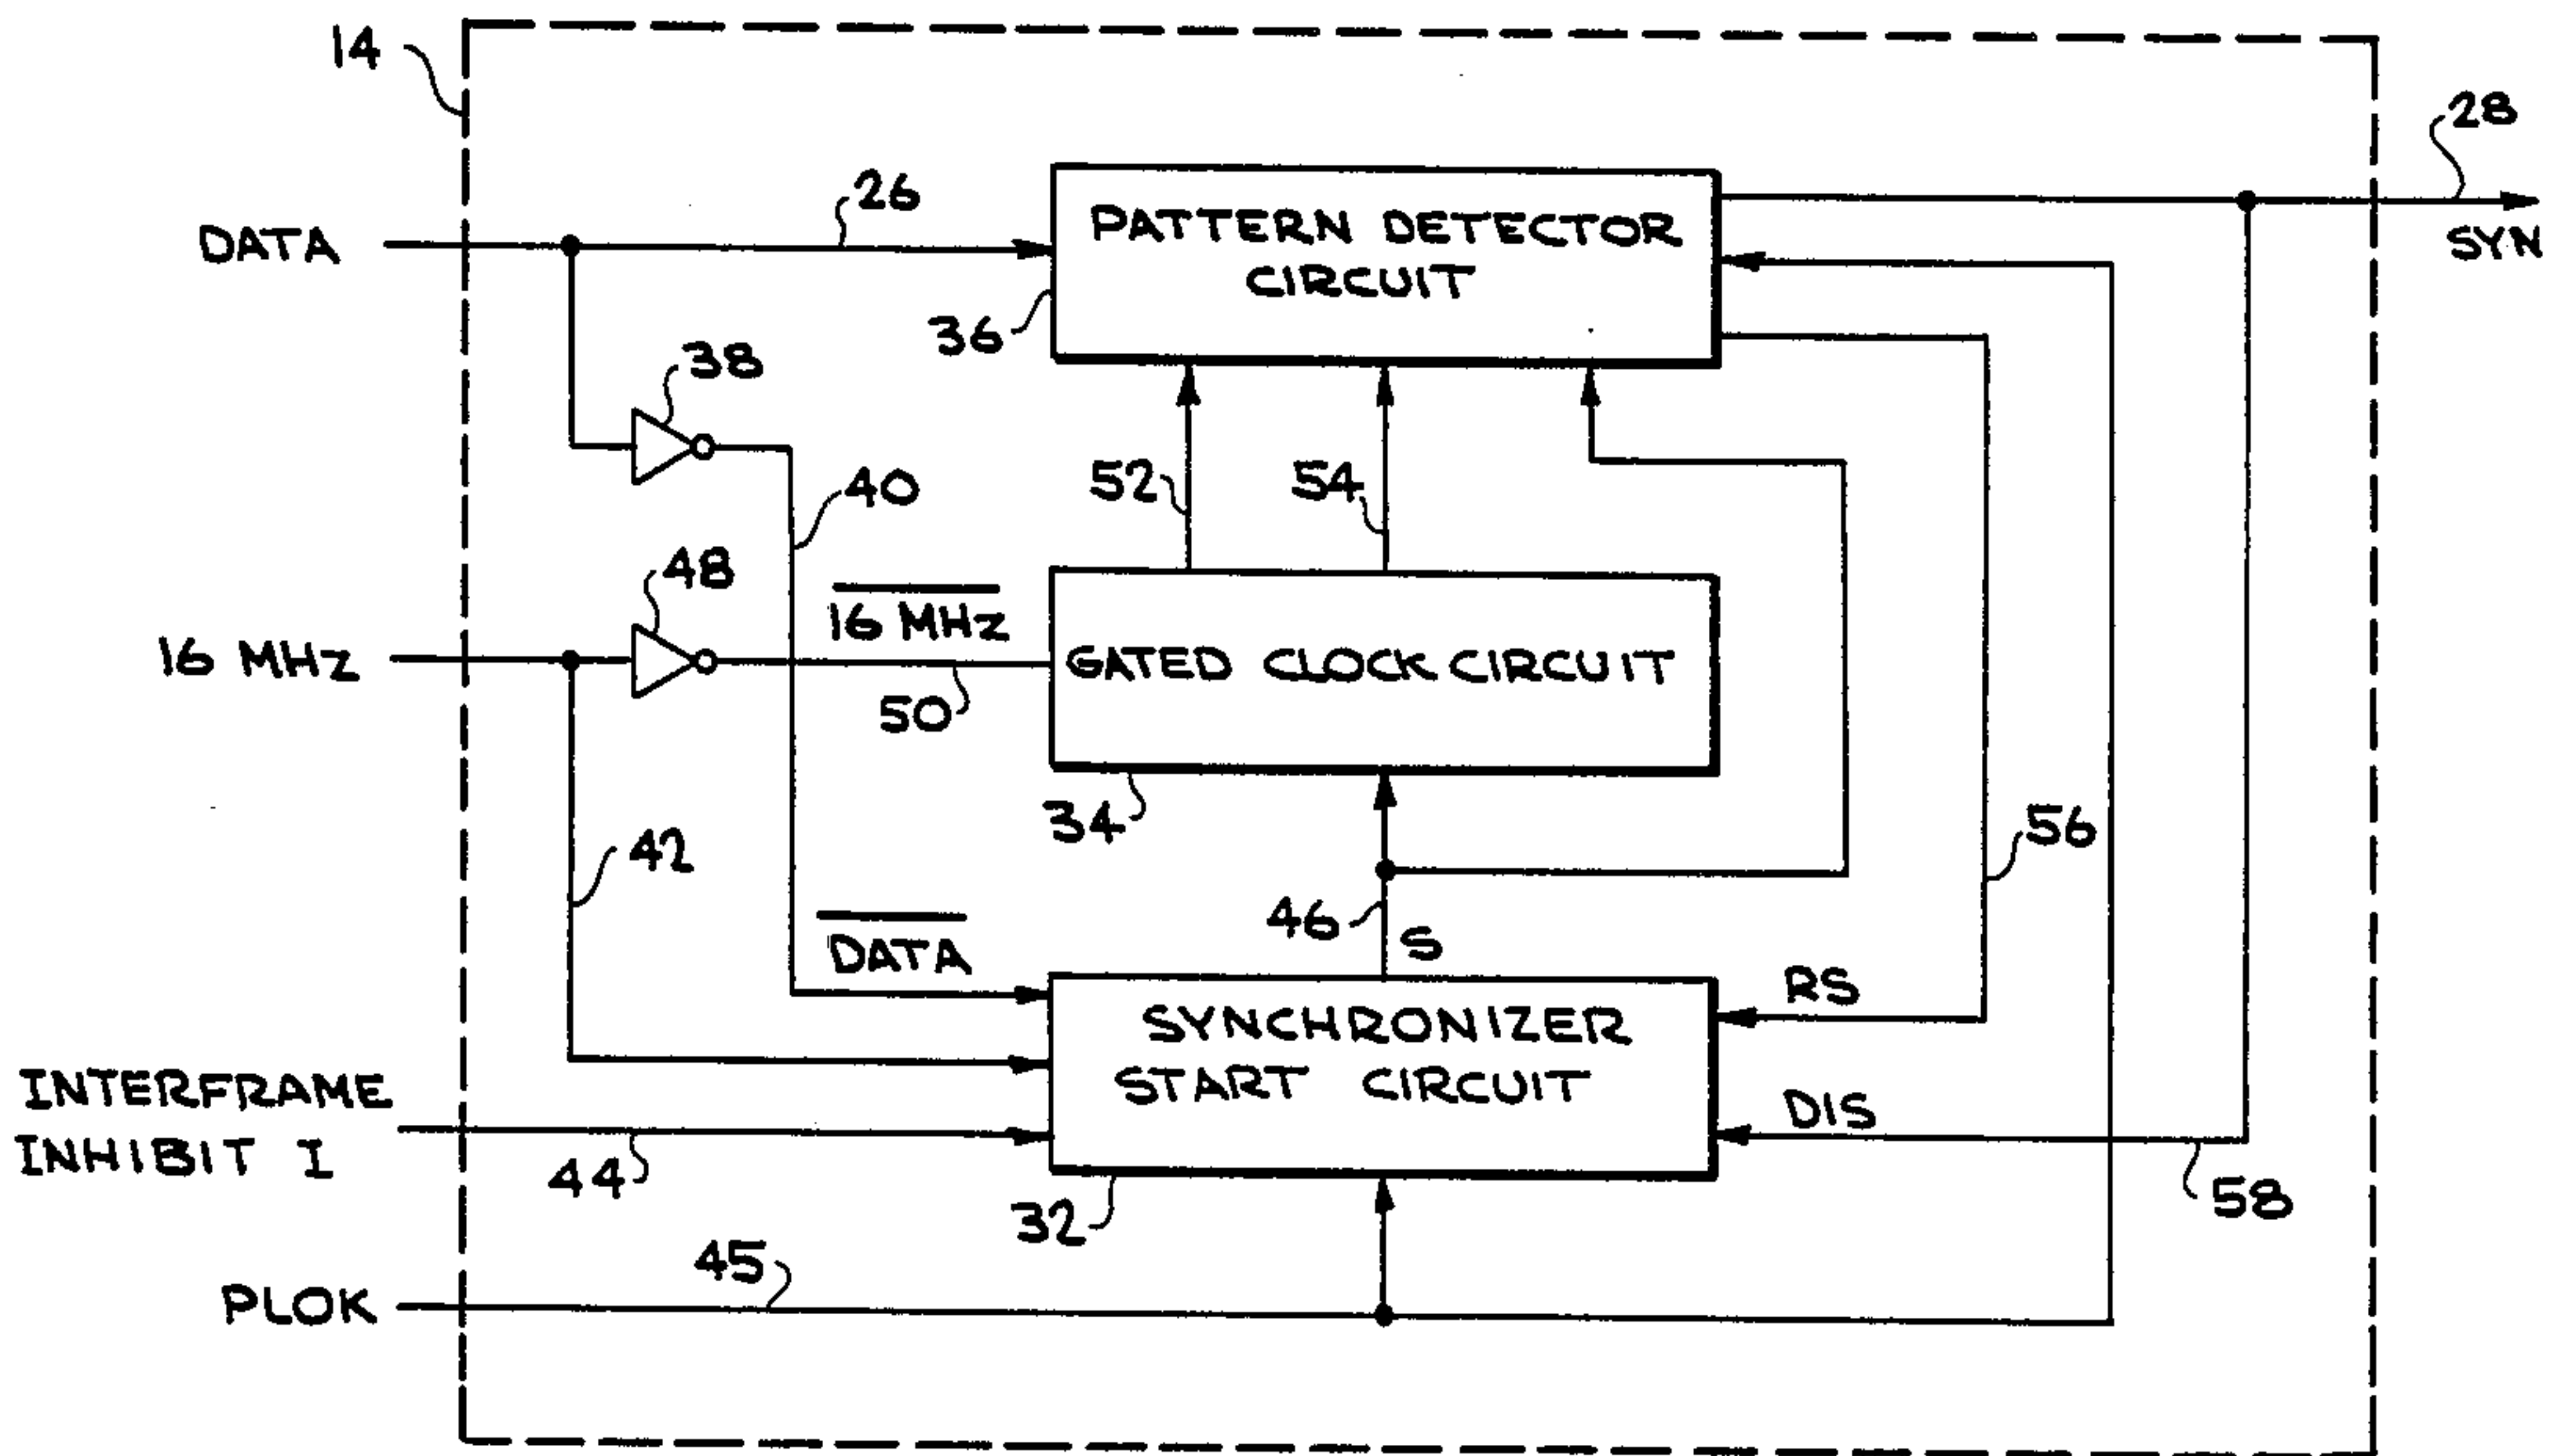 14
28
26
DATA
PATTERN DETECTOR
CIRCUIT
SYN
36
38
52
54
40
48
16 MHz
16 MHz
GATED CLOCK CIRCUIT
50
34
42
56
46
S
DATA
RS
SYNCHRONIZER
START CIRCUIT
INTERFRAME
INHIBIT I
DIS
44
32
58
45
PLOK